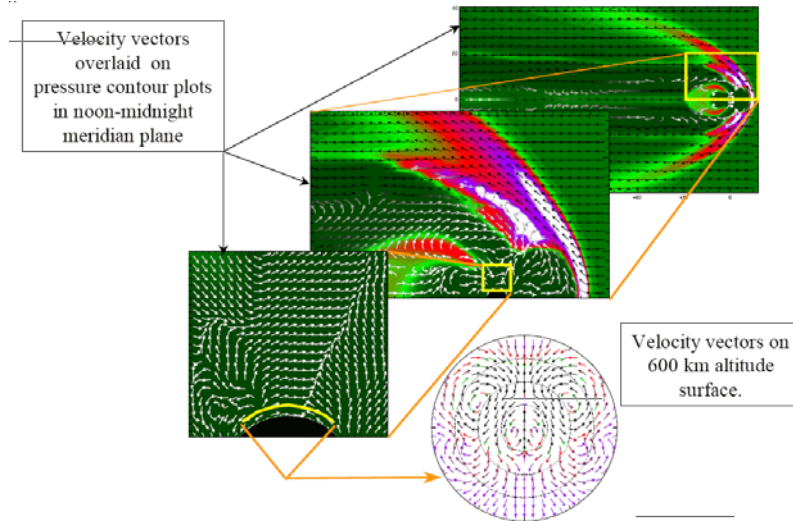 Velocity vectors
overlaid on
pressure contour plots
in noon-midnight
meridian plane
Velocity vectors on
600 km altitude
surface.